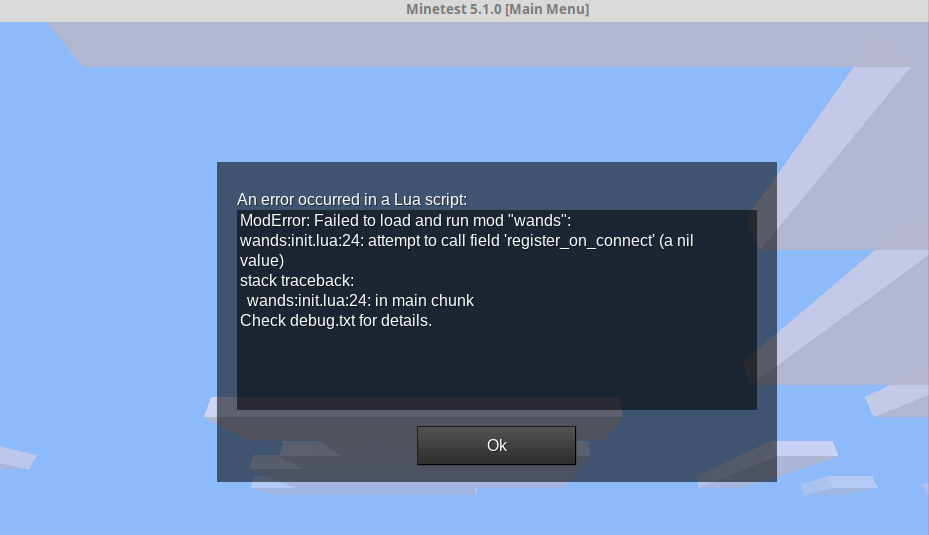 Minetest 5.1.0 [Main Menu]
An error occurred in a Lua script:
ModError: Failed to load and run mod "wands":
wands:init.lua:24: attempt to call field 'register_on_connect' (a nil
value)
stack traceback:
wands:init.lua:24: in main chunk
Check debug.txt for details.
Ok